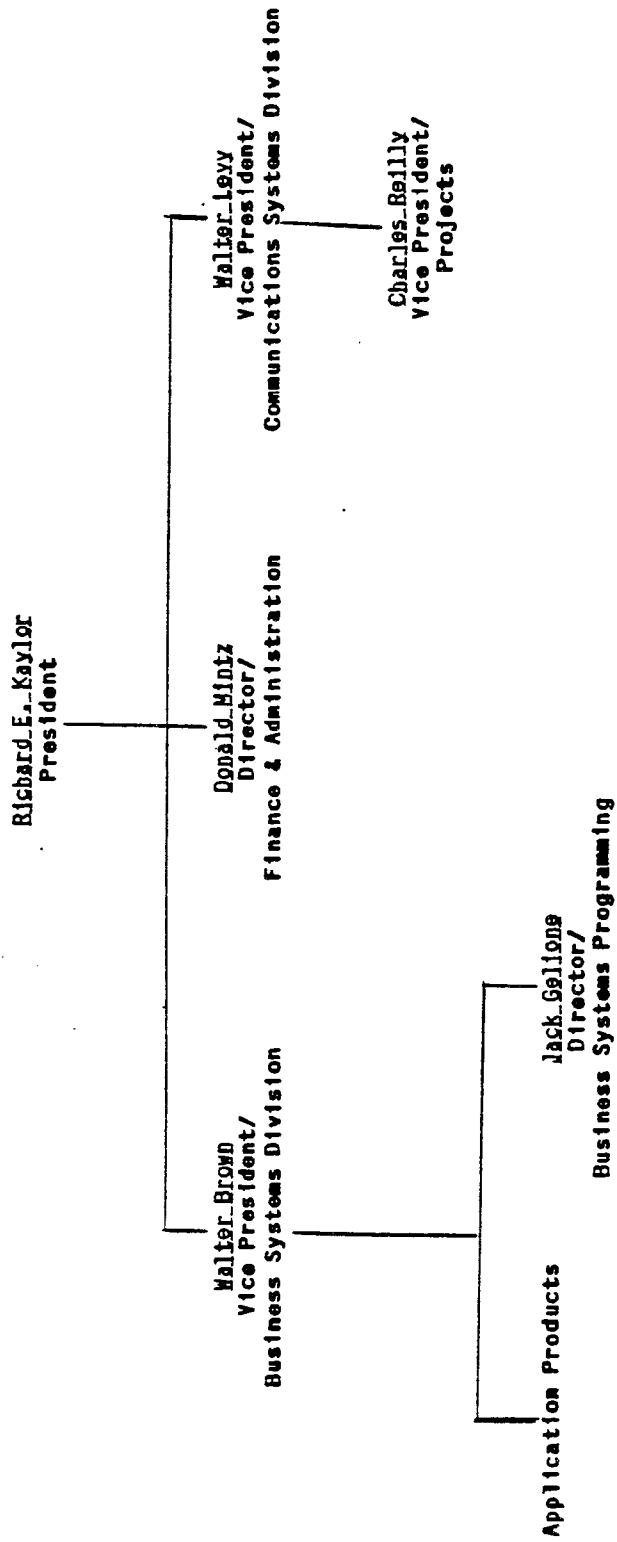 Richard E. Kaylor
President
Walter Brown
Vice President/
Business Systems Division
Donald Mintz
Director/
Finance & Administration
Walter Levy
Vice President/
Communications Systems Division
Charles Reilly
Vice President/
Projects
Application Products
Jack Gelione
Director/
Business Systems Programming